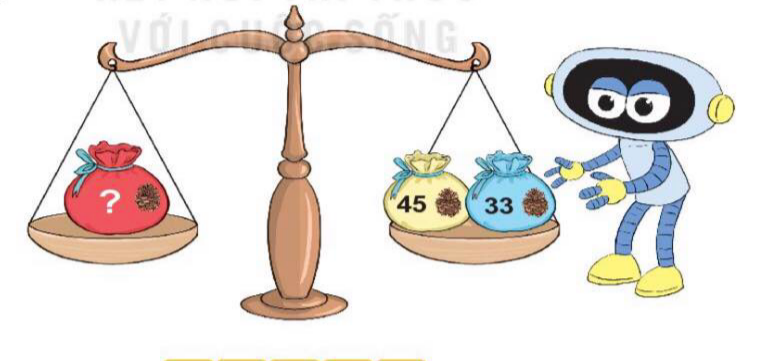 VỚI CUỘC SỐNG
?
45
33